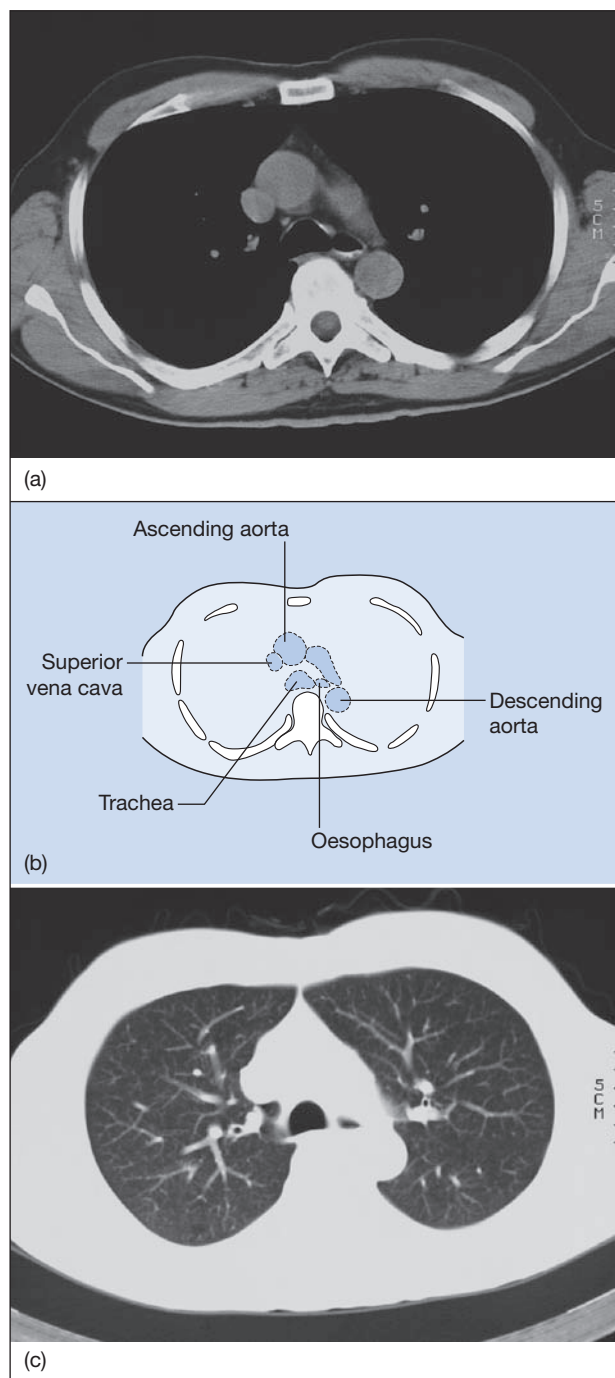 5
C
M
(a)
Ascending aorta
Superior
vena cava
Descending
aorta
Trachea
Oesophagus
(b)
5
C
M
(c)